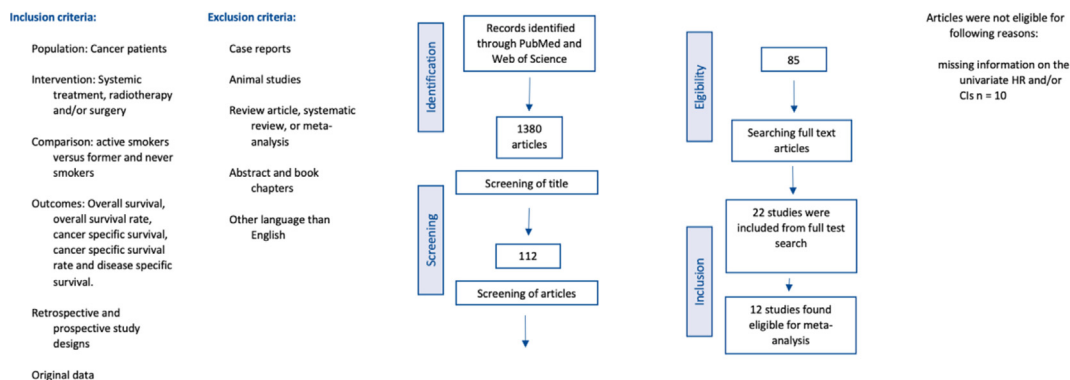 Inclusion criteria:
Population: Cancer patients
Intervention: Systemic
treatment, radiotherapy
and/or surgery
Comparison: active smokers
versus former and never
smokers
Outcomes: Overall survival,
overall survival rate,
cancer specific survival,
cancer specific survival
rate and disease specific
survival.
Retrospective and
prospective study
designs
Original data
Exclusion criteria:
Case reports
Animal studies
Review article, systematic
review, or meta-
analysis
Abstract and book
chapters
Other language than
English
Identification
Records identified
through PubMed and
Web of Science
1380
articles
Screening
Screening of title
112
Screening of articles
Elgibility
85
Searching full text
articles
Inclusion
22 studies were
included from full test
search
12 studies found
eligible for meta-
analysis
Articles were not eligible for
following reasons:
missing information on the
univariate HR and/or
CIs n = 10